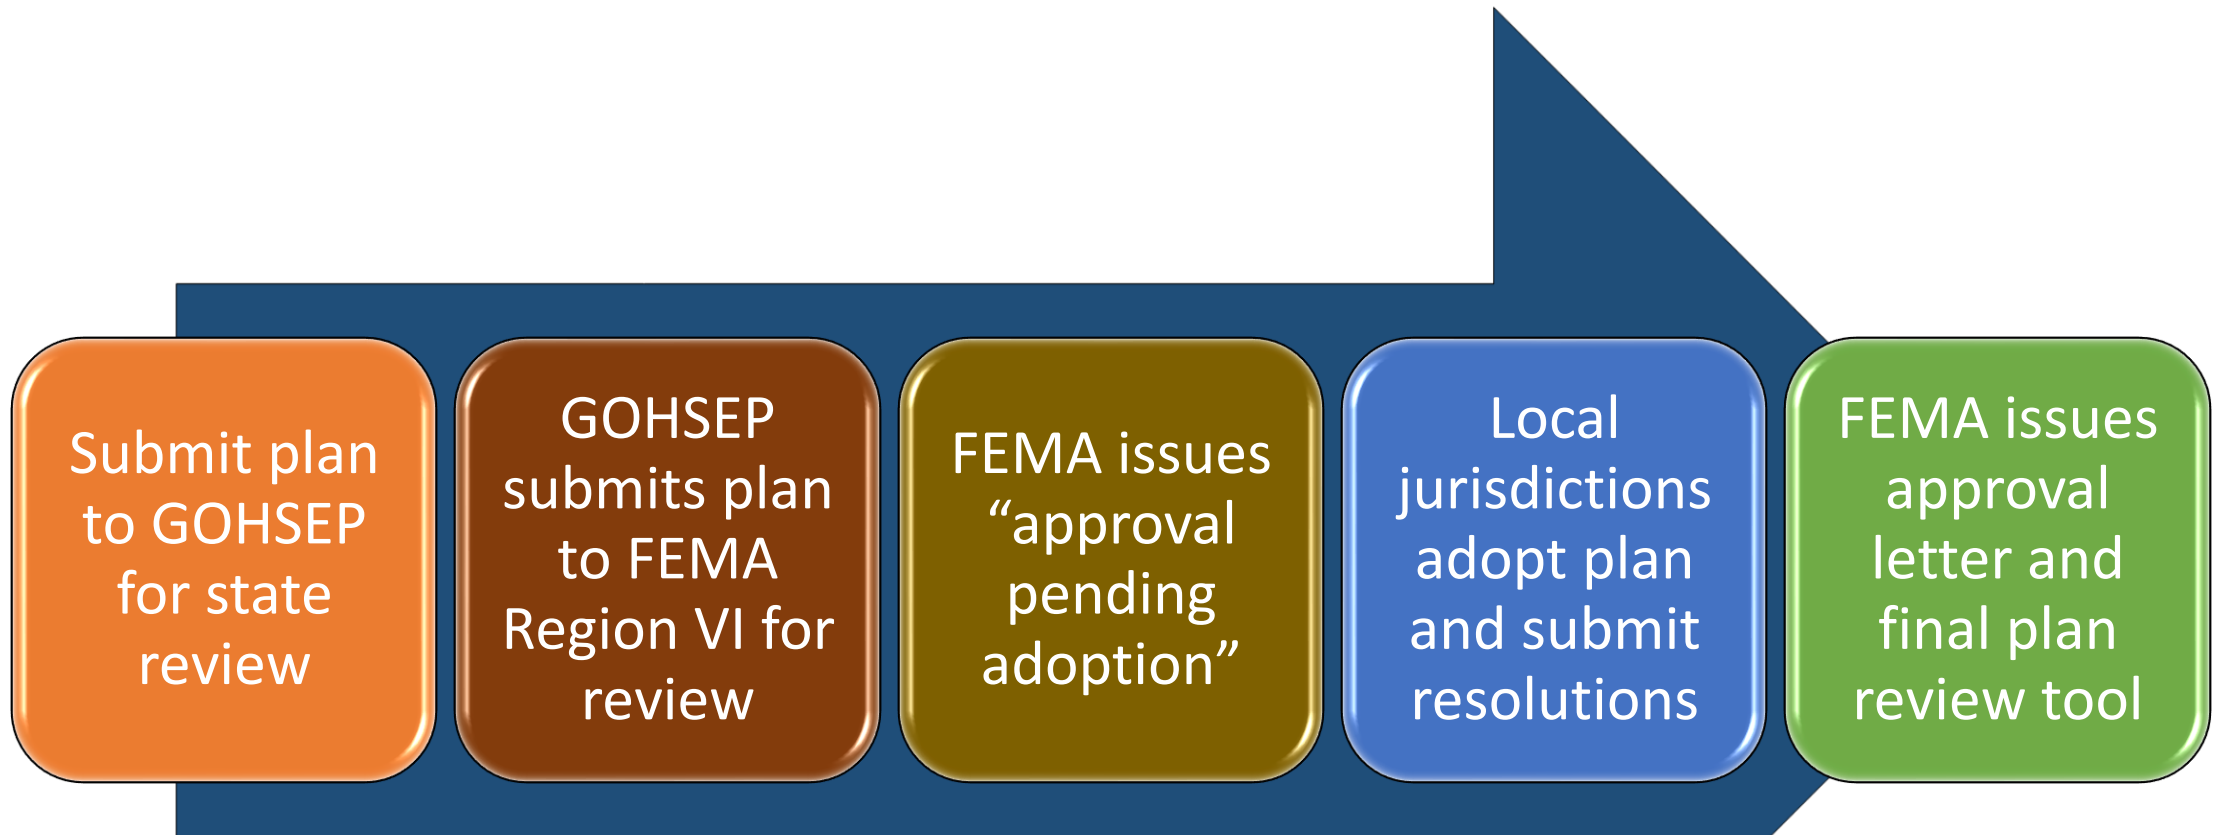 Submit plan
to GOHSEP
for state
review
GOHSEP
submits plan
to FEMA
Region VI for
review
FEMA issues
“approval
pending
adoption”
Local
jurisdictions
adopt plan
and submit
resolutions
FEMA issues
approval
letter and
final plan
review tool